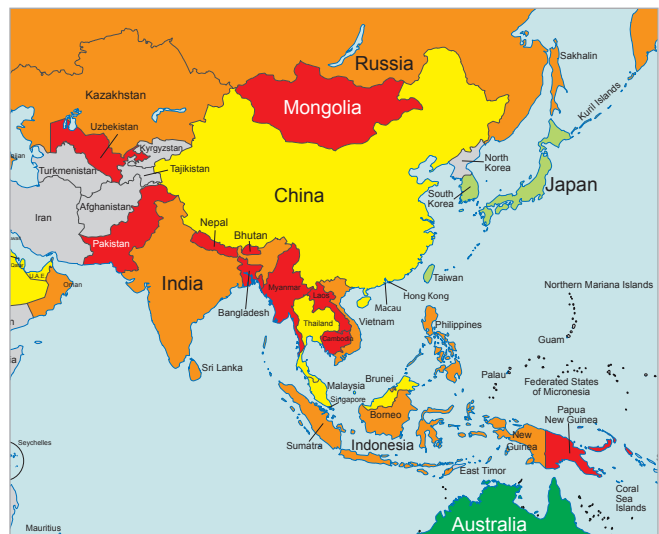 Russia
Sakhalin
Kazakhstan
Kuril Islands
Mongolia
Uzbekistan
Kyrgyzstan
North
Korea
Turkmenistan
Tajikistan
South
Korea
Japan
China
Afghanistan
Iran
Nepal
Bhutan
Pakistan
India
Taiwan
U.A.E.
Oman
Myanmar
Laos
Hong Kong
Macau
Bangladesh
Northern Mariana Islands
Thailand
Vietnam
Philippines
Cambodia
Guam
Sri Lanka
Palau
Federated States
of Micronesia
Malaysia
Brunei
Singapore
Borneo
Papua
New Guinea
New
Guinea
Sumatra
Indonesia
Seychelles
East Timor
Coral
Sea
Islands
Mauritius
Australia